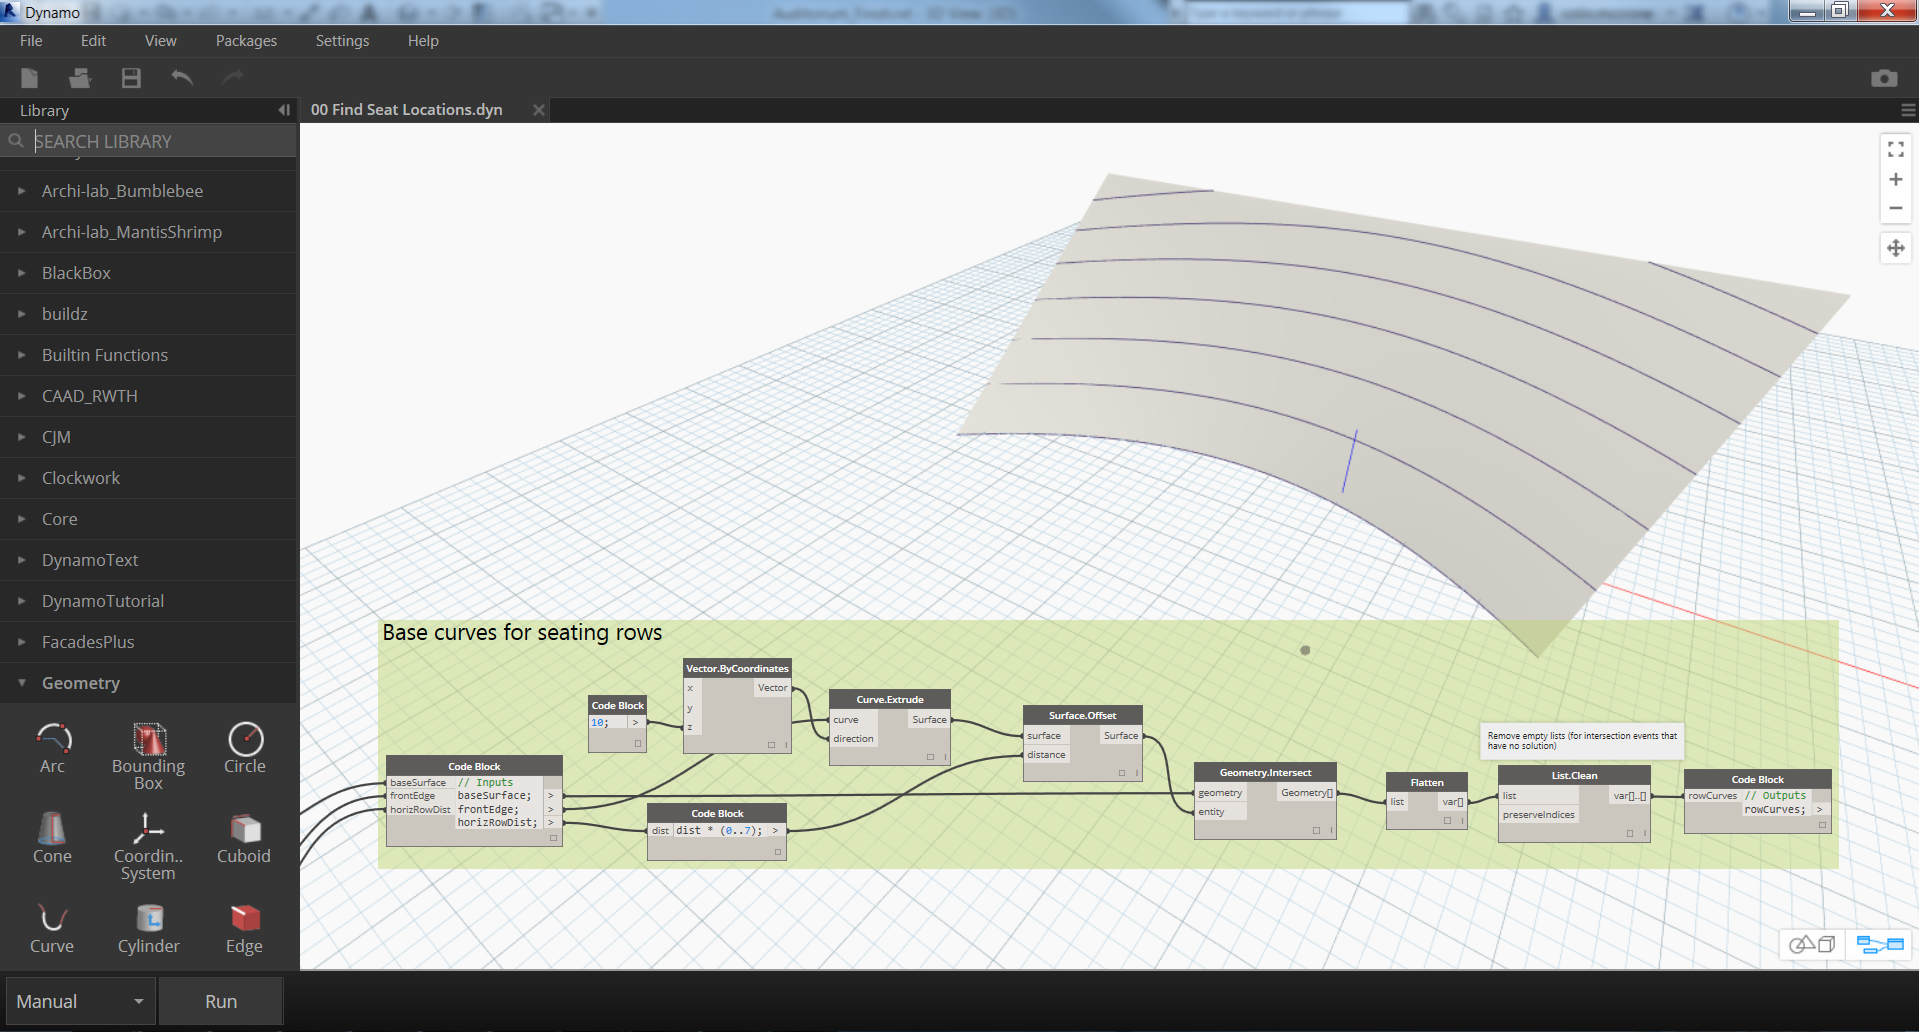 Dynamo
File Edit View Packages Settings Help
Library
00 Find Seat Locations.dyn
SEARCH LIBRARY
Archi-lab_Bumblebee
Archi-lab_MantisShrimp
BlackBox
buildz
Builtin Functions
CAAD_RWTH
CJM
Clockwork
Core
DynamoText
DynamoTutorial
FacadesPlus
Geometry
Arc
Bounding
Box
Circle
Cone
Coordin..
System
Cuboid
Curve
Cylinder
Edge
Manual
Run
Base curves for seating rows
Code Block
baseSurface // Inputs
frontEdge baseSurface; >
horizRowDist frontEdge; >
horizRowDist; >
Code Block
10; >
Vector.ByCoordinates
x Vector
y
z
Code Block
dist dist * (0..7); >
Curve.Extrude
curve Surface
direction
Surface.Offset
surface Surface
distance
Geometry.Intersect
geometry Geometry[]
entity
Flatten
list var[]
Remove empty lists (for intersection events that
have no solution)
List.Clean
list var[]..[]
preserveIndices
Code Block
rowCurves // Outputs
rowCurves; >